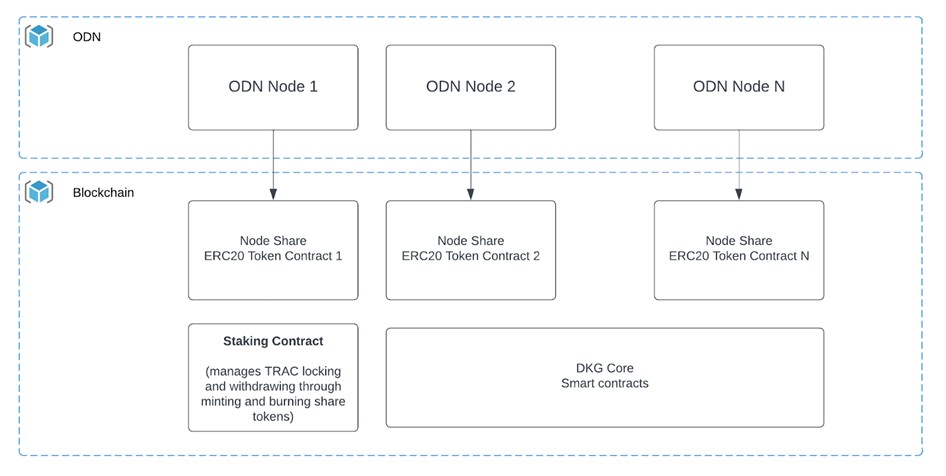 ODN
ODN Node 1
ODN Node 2
ODN Node N
Blockchain
Node Share
ERC20 Token Contract 1
Node Share
ERC20 Token Contract 2
Node Share
ERC20 Token Contract N
Staking Contract
(manages TRAC locking
and withdrawing through
minting and burning share
tokens)
DKG Core
Smart contracts